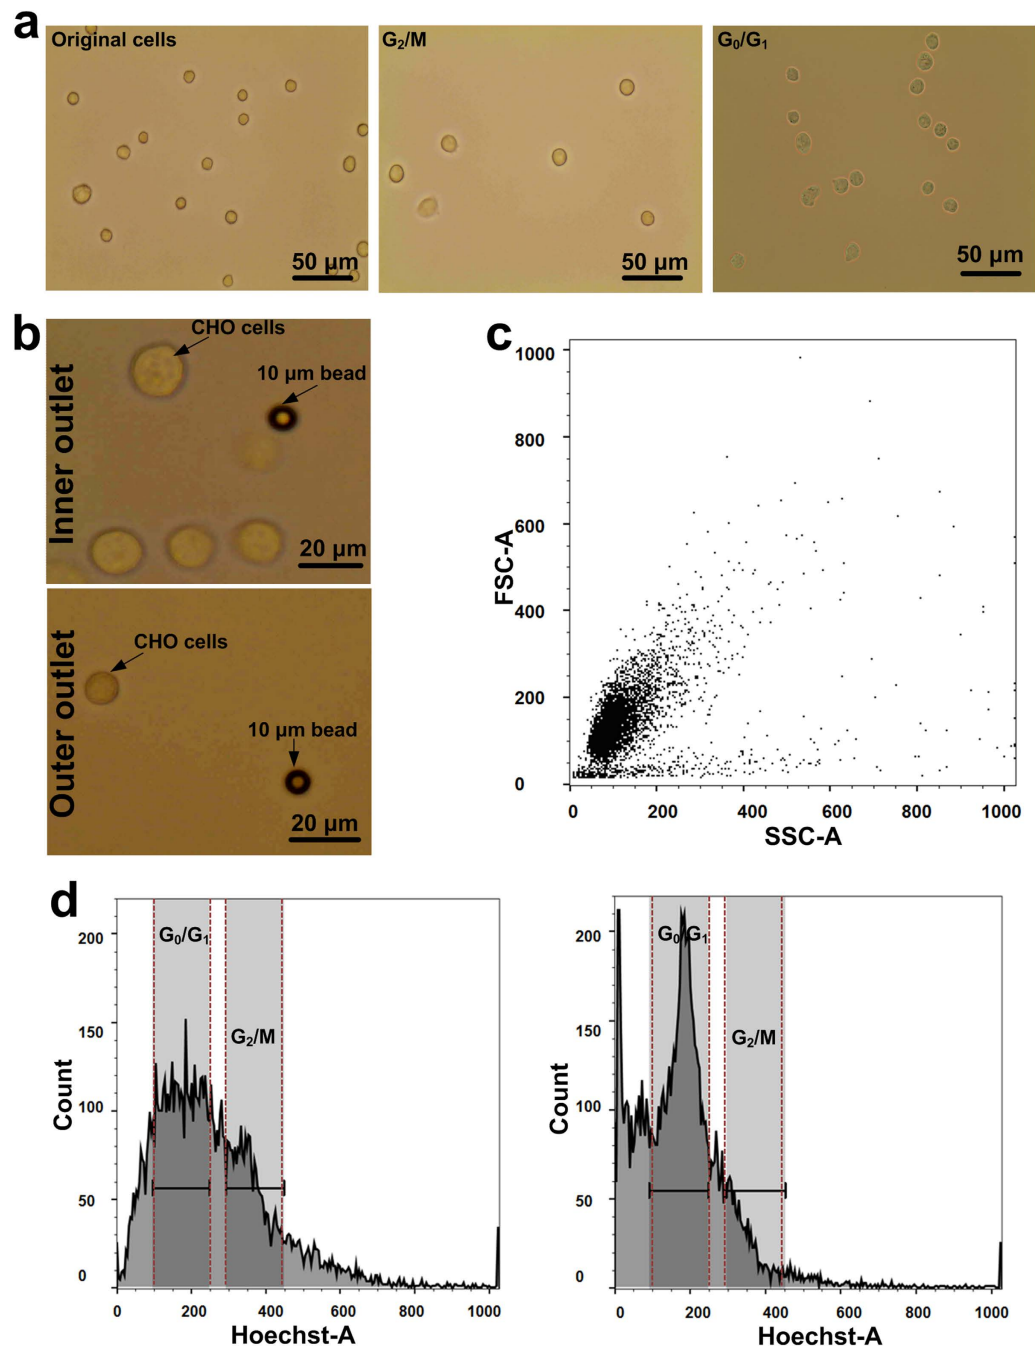 a
Original cells
G₂/M
G₀/G₁
50 µm
50 µm
50 µm
b
Inner outlet
CHO cells
10 µm bead
20 µm
Outer outlet
CHO cells
10 µm bead
20 µm
c
1000
800
600
400
200
0
FSC-A
0
200
400
600
800
1000
SSC-A
d
200
150
100
50
0
Count
G₀/G₁
G₂/M
0
200
400
600
800
1000
Hoechst-A
200
150
100
50
0
Count
G₀/G₁
G₂/M
0
200
400
600
800
1000
Hoechst-A